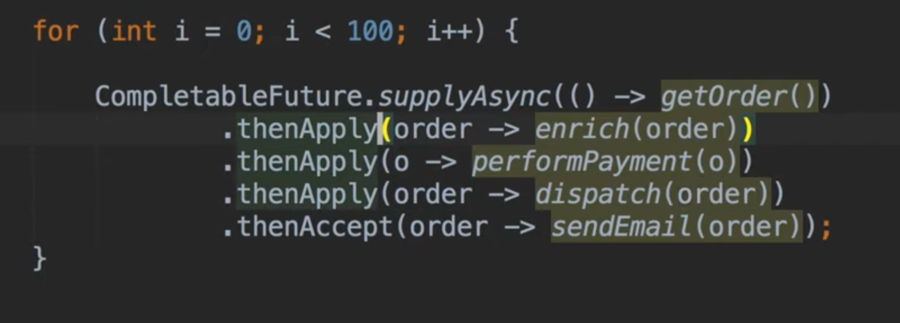 for (int i = 0; i < 100; i++) {
CompletableFuture.supplyAsync(() -> getOrder())
.thenApply(order -> enrich(order))
.thenApply(o -> performPayment(o))
.thenApply(order -> dispatch(order))
.thenAccept(order -> sendEmail(order));
}